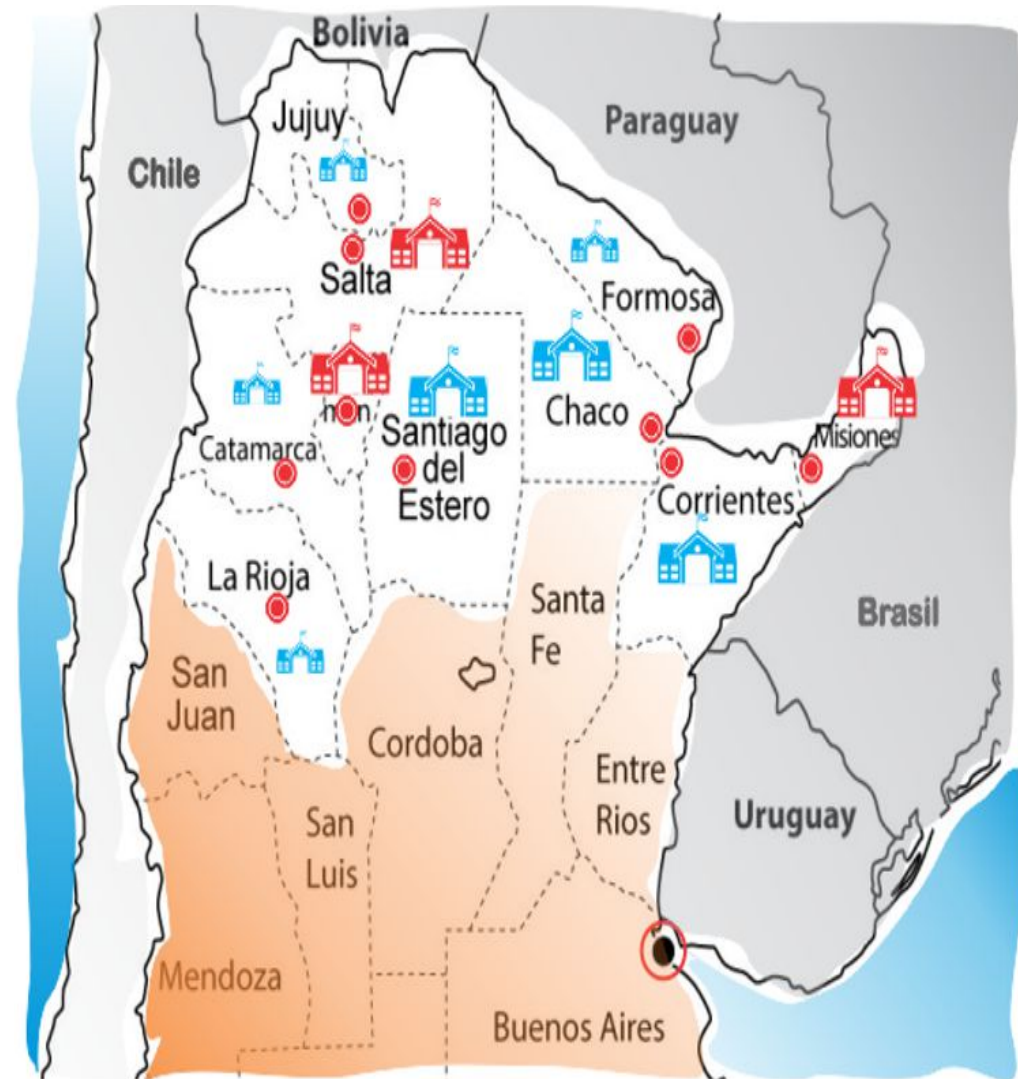 Bolivia
Jujuy
Paraguay
Chile
Salta
Formosa
Chaco
Santiago
del
Estero
Catamarca
Misiones
Corrientes
La Rioja
Santa
Fe
Brasil
San
Juan
Cordoba
Entre
Rios
Uruguay
San
Luis
Mendoza
Buenos Aires